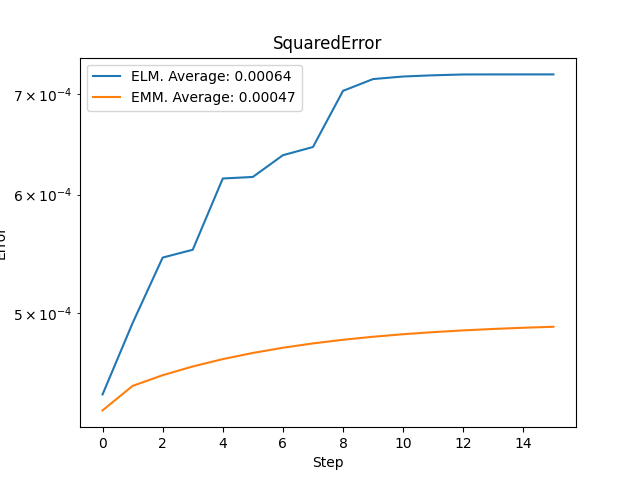 SquaredError
ELM. Average: 0.00064
EMM. Average: 0.00047
7 × 10⁻⁴
6 × 10⁻⁴
5 × 10⁻⁴
Error
0 2 4 6 8 10 12 14
Step